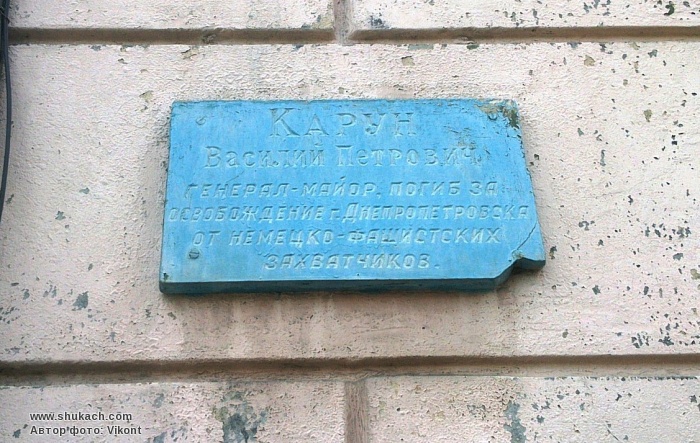 КАРУН
ВАСИЛИЙ ПЕТРОВИЧ
ГЕНЕРАЛ-МАЙОР. ПОГИБ ЗА
ОСВОБОЖДЕНИЕ Г. ДНЕПРОПЕТРОВСКА
ОТ НЕМЕЦКО-ФАШИСТСКИХ
ЗАХВАТЧИКОВ.
www.shukach.com
Автор фото: Vikont